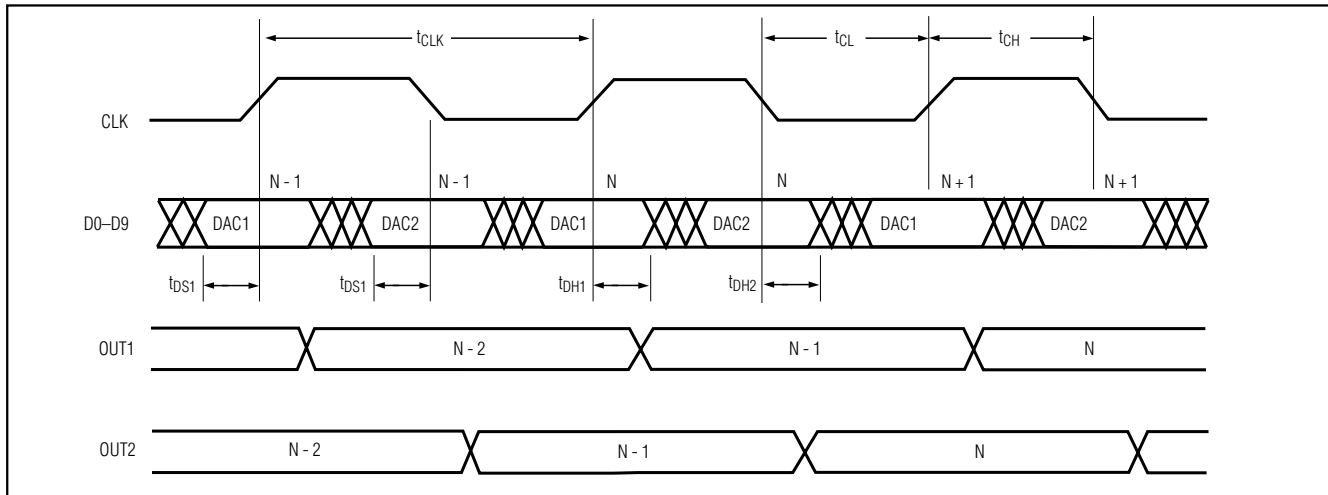 tCLK tCL tCH
CLK
N - 1 N - 1 N N N + 1 N + 1
D0–D9 DAC1 DAC2 DAC1 DAC2 DAC1 DAC2
tDS1 tDS1 tDH1 tDH2
OUT1 N - 2 N - 1 N
OUT2 N - 2 N - 1 N